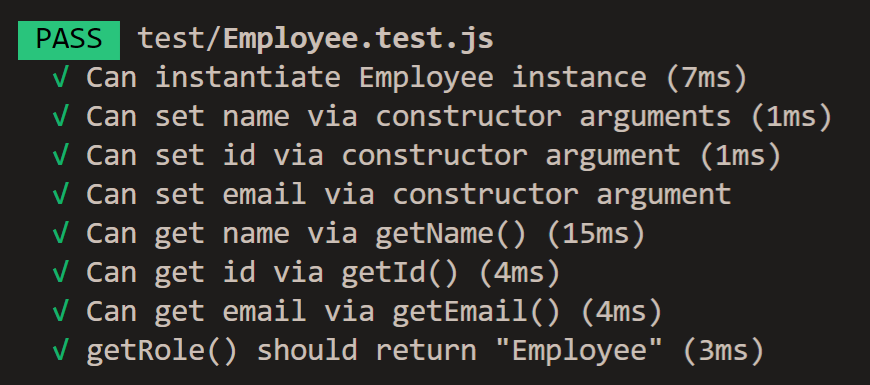 PASS test/Employee.test.js
√ Can instantiate Employee instance (7ms)
√ Can set name via constructor arguments (1ms)
√ Can set id via constructor argument (1ms)
√ Can set email via constructor argument
√ Can get name via getName() (15ms)
√ Can get id via getId() (4ms)
√ Can get email via getEmail() (4ms)
√ getRole() should return "Employee" (3ms)